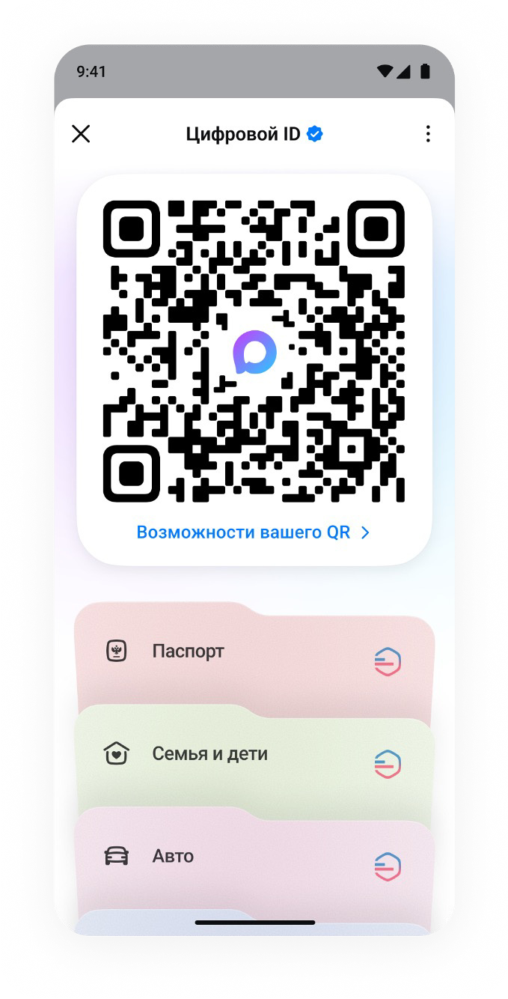 9:41
Цифровой ID
Возможности вашего QR
Паспорт
Семья и дети
Авто